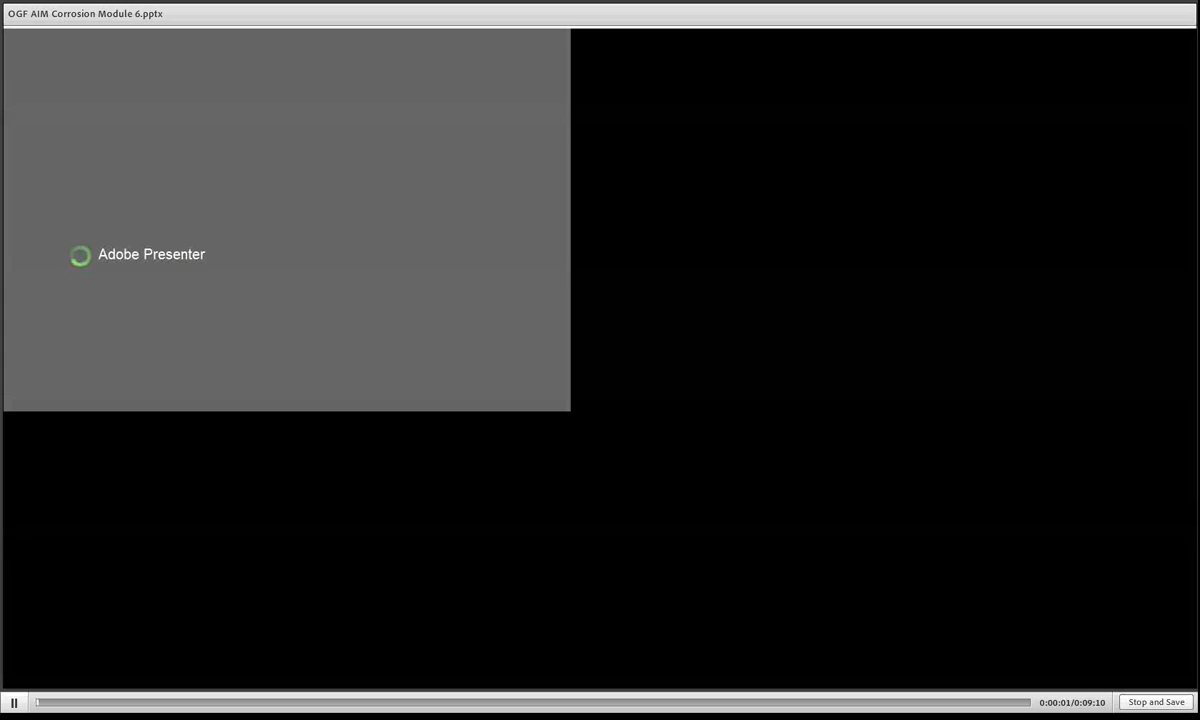 OGF AIM Corrosion Module 6.pptx
Adobe Presenter
0:00:01/0:09:10
Stop and Save